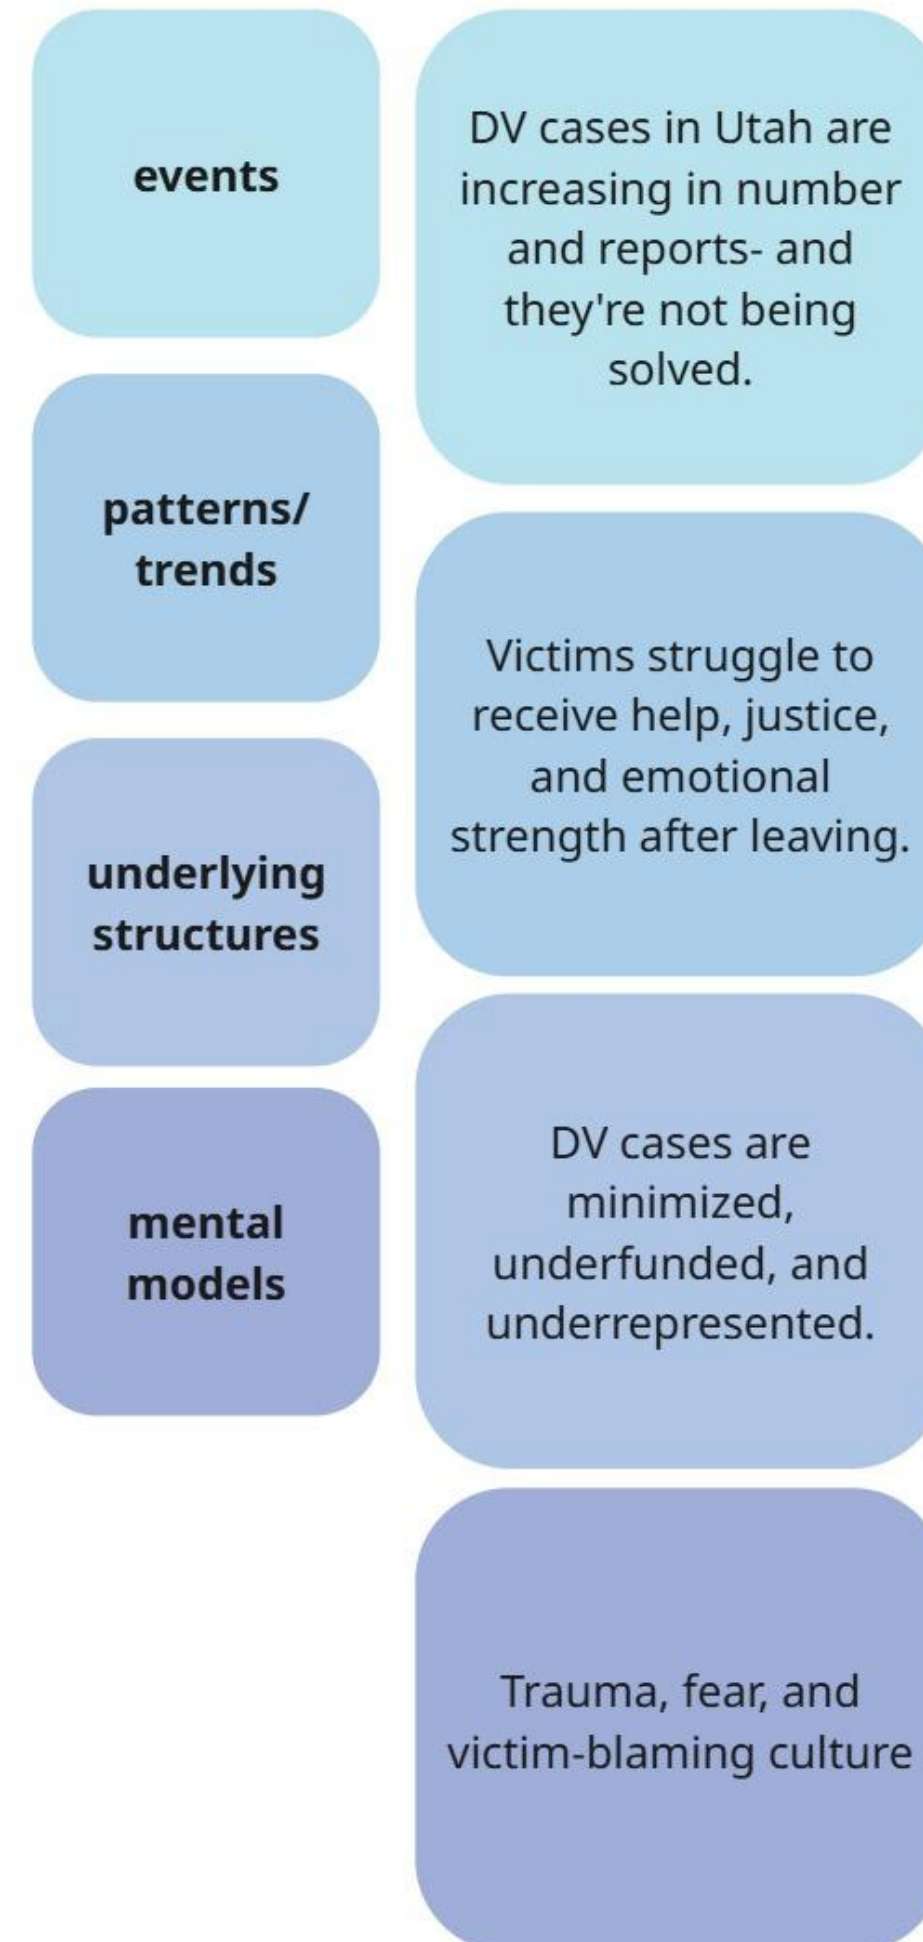 events
DV cases in Utah are
increasing in number
and reports- and
they're not being
solved.
patterns/
trends
Victims struggle to
receive help, justice,
and emotional
strength after leaving.
underlying
structures
DV cases are
minimized,
underfunded, and
underrepresented.
mental
models
Trauma, fear, and
victim-blaming culture